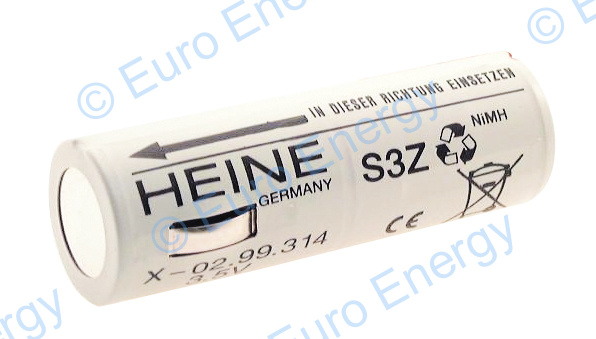 © Euro Energy
IN DIESER RICHTUNG EINSETZEN
HEINE
GERMANY
S3Z
NiMH
X-02.99.314
3.5V
CE
© Euro Energy
© Euro Energy
Energy
©